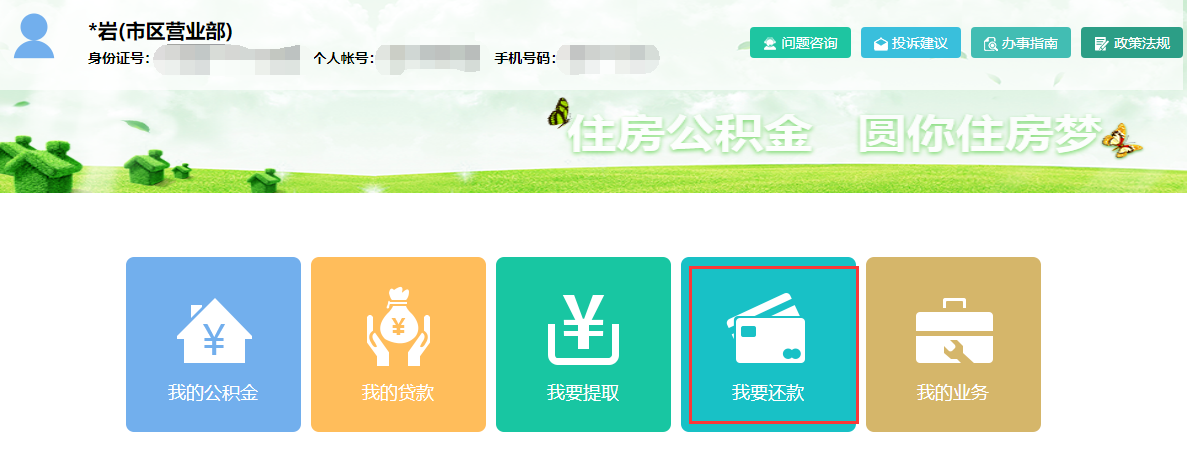 *岩(市区营业部)
身份证号: 个人帐号: 手机号码:
问题咨询 投诉建议 办事指南 政策法规
住房公积金 圆你住房梦
我的公积金 我的贷款 我要提取 我要还款 我的业务